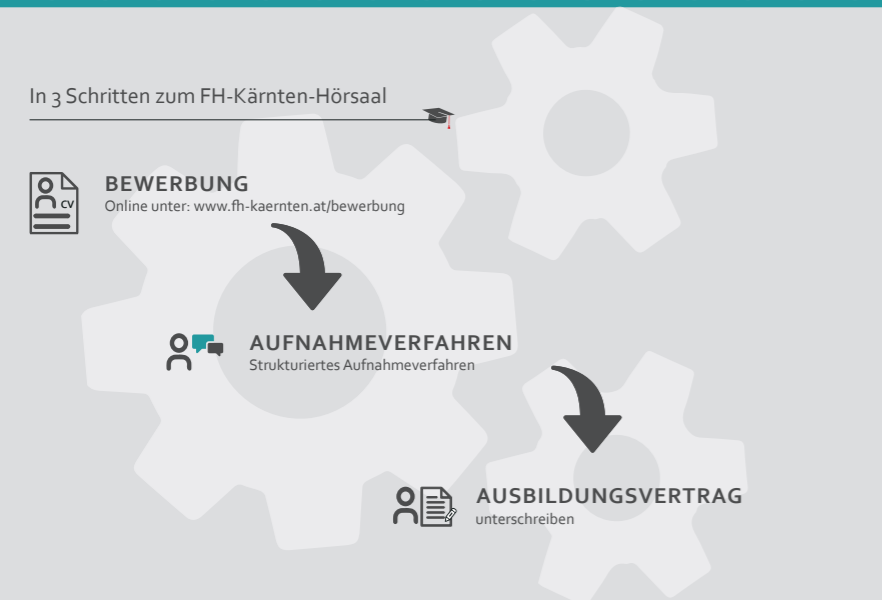 In 3 Schritten zum FH-Kärnten-Hörsaal
BEWERBUNG
Online unter: www.fh-kaernten.at/bewerbung
CV
AUFNAHMEVERFAHREN
Strukturiertes Aufnahmeverfahren
AUSBILDUNGSVERTRAG
unterschreiben